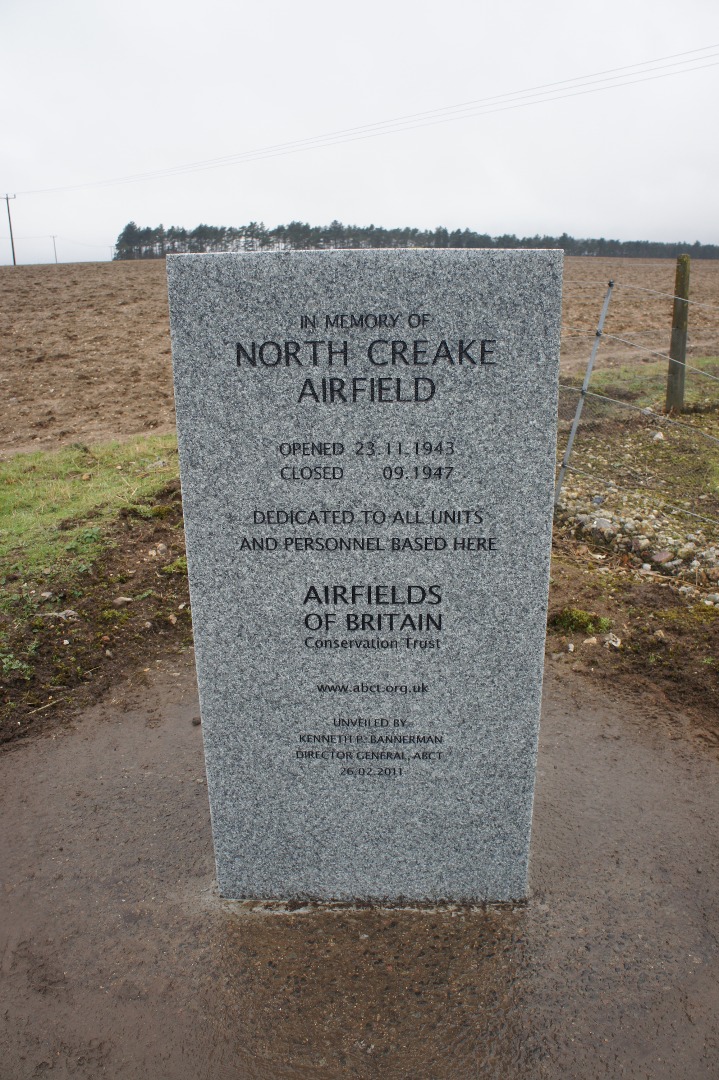 IN MEMORY OF
NORTH CREAKE
AIRFIELD
OPENED 23.11.1943
CLOSED 09.1947
DEDICATED TO ALL UNITS
AND PERSONNEL BASED HERE
AIRFIELDS
OF BRITAIN
Conservation Trust
www.abct.org.uk
UNVEILED BY
KENNETH P. BANNERMAN
DIRECTOR GENERAL, ABCT
26.02.2011